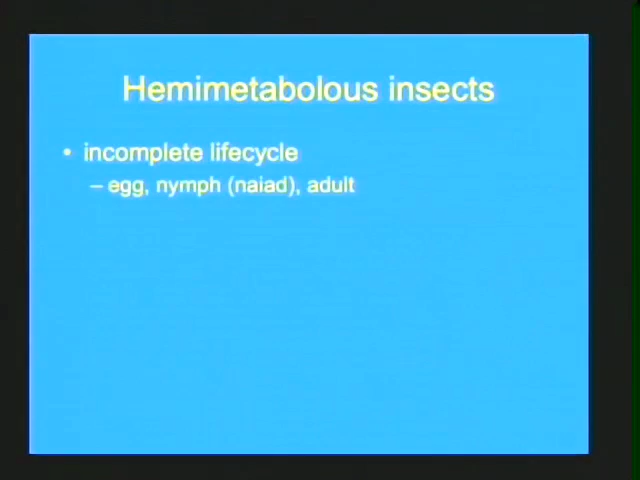 Hemimetabolous insects
• incomplete lifecycle
– egg, nymph (naiad), adult